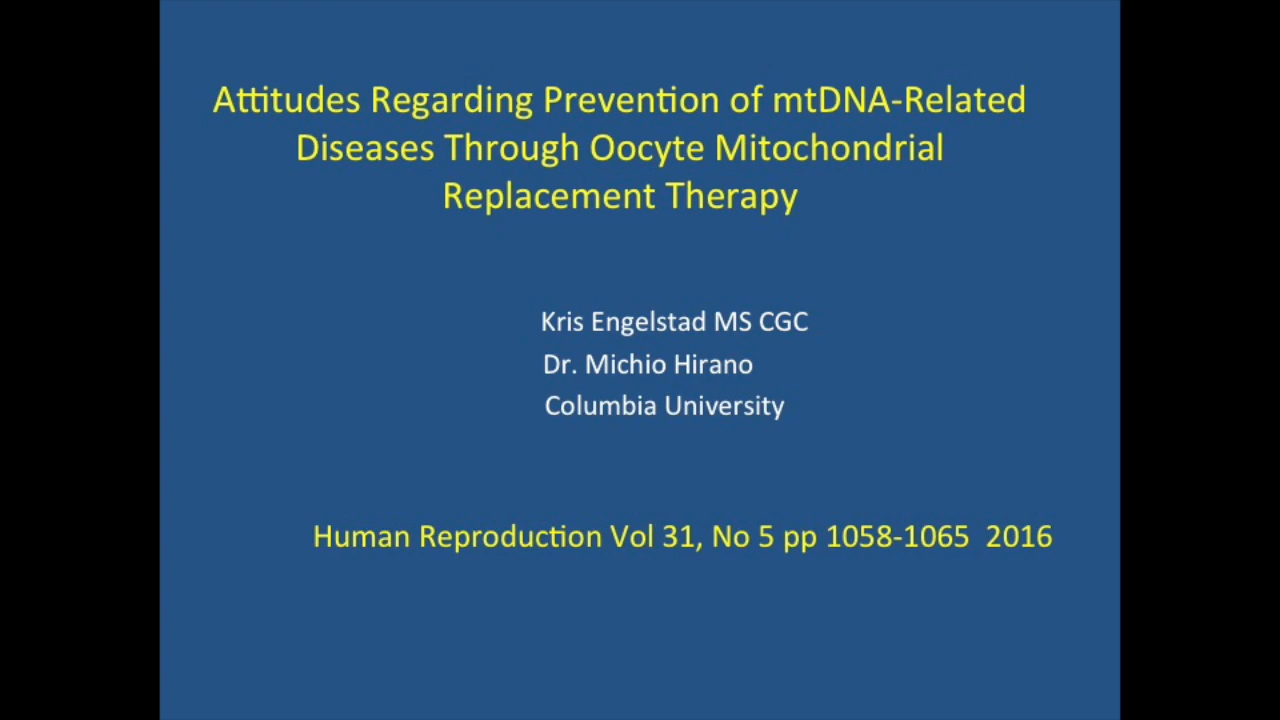 Attitudes Regarding Prevention of mtDNA-Related
Diseases Through Oocyte Mitochondrial
Replacement Therapy
Kris Engelstad MS CGC
Dr. Michio Hirano
Columbia University
Human Reproduction Vol 31, No 5 pp 1058-1065 2016